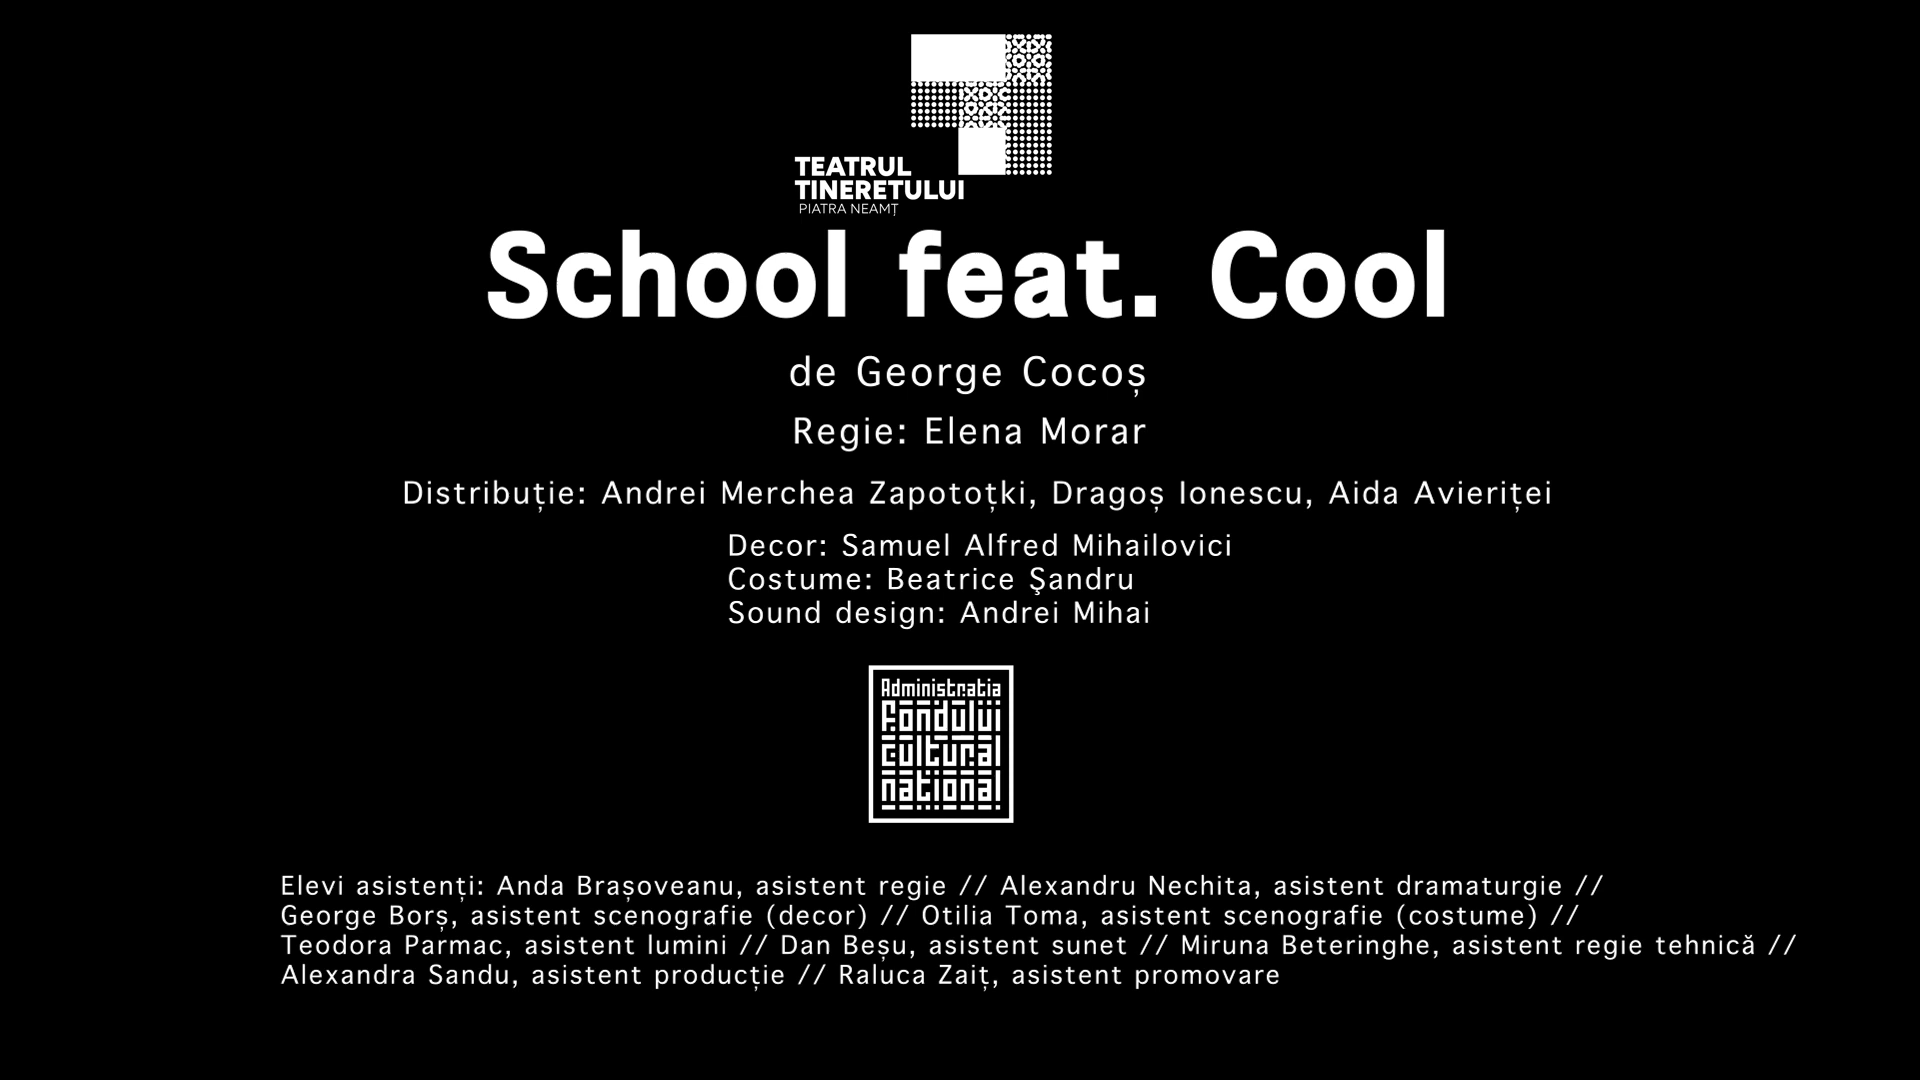 TEATRUL
TINERETULUI
PIATRA NEAMȚ
School feat. Cool
de George Cocoș
Regie: Elena Morar
Distribuție: Andrei Merchea Zapotoțki, Dragoș Ionescu, Aida Avieriței
Decor: Samuel Alfred Mihailovici
Costume: Beatrice Şandru
Sound design: Andrei Mihai
Administratia
fondului
cultural
national
Elevi asistenți: Anda Brașoveanu, asistent regie // Alexandru Nechita, asistent dramaturgie //
George Borș, asistent scenografie (decor) // Otilia Toma, asistent scenografie (costume) //
Teodora Parmac, asistent lumini // Dan Beșu, asistent sunet // Miruna Beteringhe, asistent regie tehnică //
Alexandra Sandu, asistent producție // Raluca Zaiț, asistent promovare